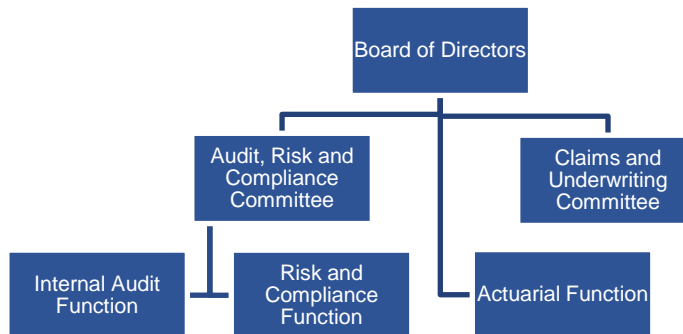 Board of Directors
Audit, Risk and
Compliance
Committee
Claims and
Underwriting
Committee
Internal Audit
Function
Risk and
Compliance
Function
Actuarial Function